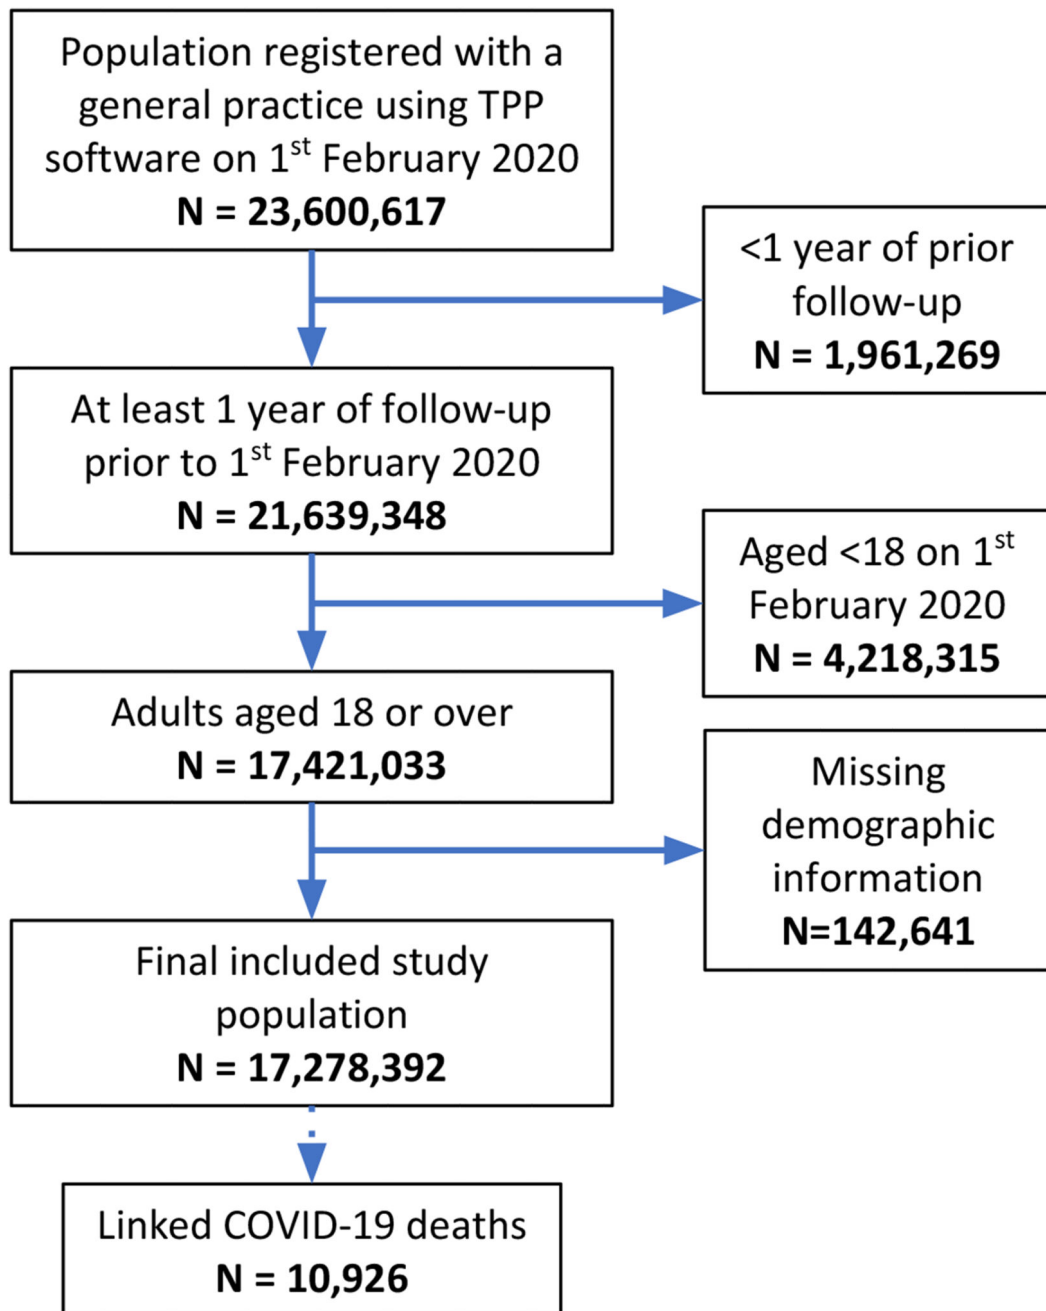 Population registered with a
general practice using TPP
software on 1st February 2020
N = 23,600,617
<1 year of prior
follow-up
N = 1,961,269
At least 1 year of follow-up
prior to 1st February 2020
N = 21,639,348
Aged <18 on 1st
February 2020
N = 4,218,315
Adults aged 18 or over
N = 17,421,033
Missing
demographic
information
N=142,641
Final included study
population
N = 17,278,392
Linked COVID-19 deaths
N = 10,926